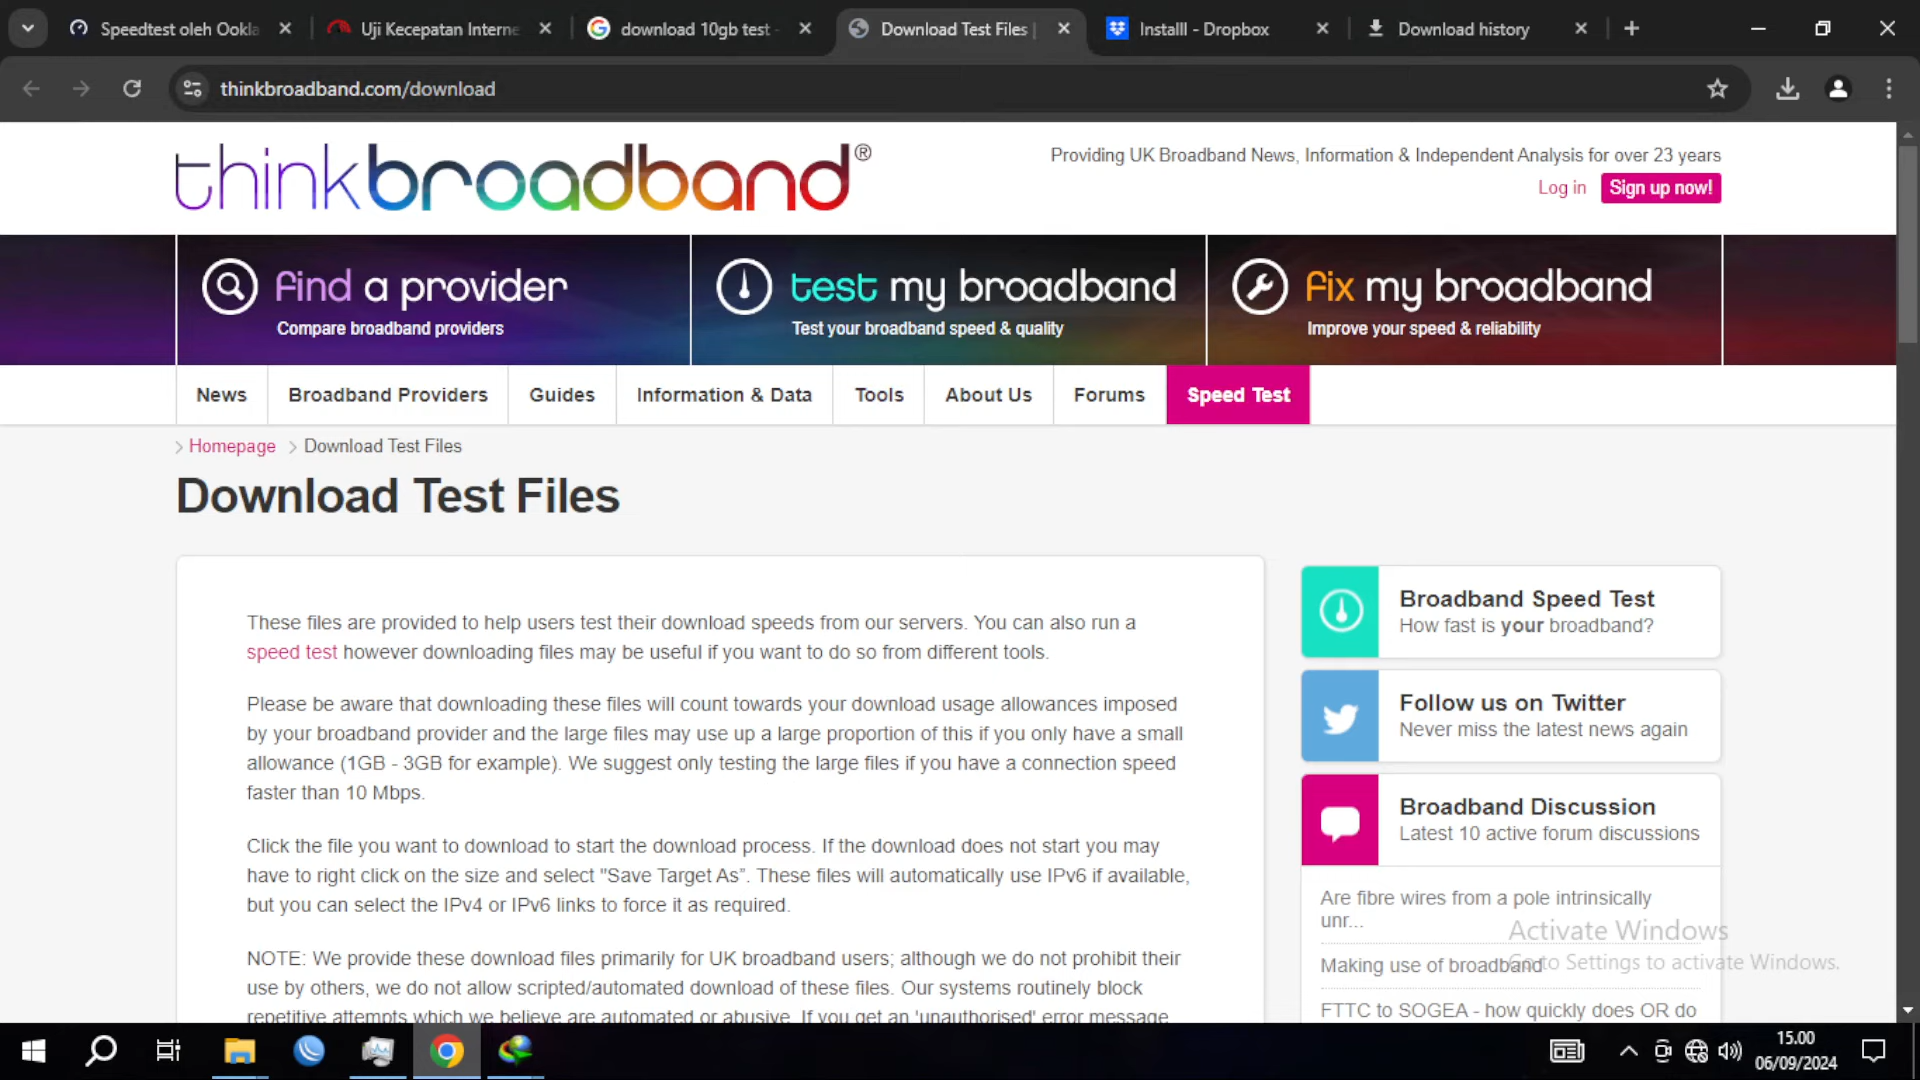 Speedtest oleh Ookla
Uji Kecepatan Interne
download 10gb test -
Download Test Files |
Installl - Dropbox
Download history
thinkbroadband.com/download
thinkbroadband®
Providing UK Broadband News, Information & Independent Analysis for over 23 years
Log in
Sign up now!
find a provider
Compare broadband providers
test my broadband
Test your broadband speed & quality
fix my broadband
Improve your speed & reliability
News
Broadband Providers
Guides
Information & Data
Tools
About Us
Forums
Speed Test
Homepage
Download Test Files
Download Test Files
These files are provided to help users test their download speeds from our servers. You can also run a
speed test however downloading files may be useful if you want to do so from different tools.
Please be aware that downloading these files will count towards your download usage allowances imposed
by your broadband provider and the large files may use up a large proportion of this if you only have a small
allowance (1GB - 3GB for example). We suggest only testing the large files if you have a connection speed
faster than 10 Mbps.
Click the file you want to download to start the download process. If the download does not start you may
have to right click on the size and select "Save Target As”. These files will automatically use IPv6 if available,
but you can select the IPv4 or IPv6 links to force it as required.
NOTE: We provide these download files primarily for UK broadband users; although we do not prohibit their
use by others, we do not allow scripted/automated download of these files. Our systems routinely block
repetitive attempts which we believe are automated or abusive. If you get an 'unauthorised' error message
Broadband Speed Test
How fast is your broadband?
Follow us on Twitter
Never miss the latest news again
Broadband Discussion
Latest 10 active forum discussions
Are fibre wires from a pole intrinsically
unr...
Making use of broadband
FTTC to SOGEA - how quickly does OR do
Activate Windows
Go to Settings to activate Windows.
15.00
06/09/2024